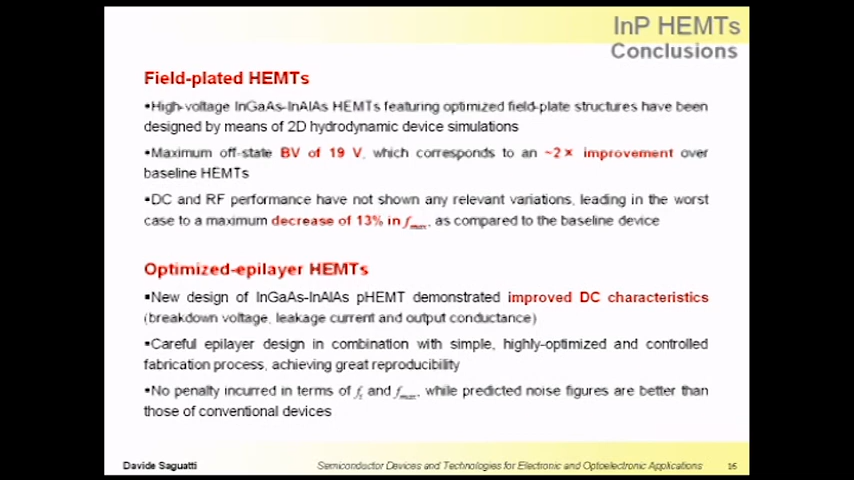 InP HEMTs
Conclusions
Field-plated HEMTs
▪High-voltage InGaAs-InAlAs HEMTs featuring optimized field-plate structures have been
designed by means of 2D hydrodynamic device simulations
▪Maximum off-state BV of 19 V, which corresponds to an ~2× improvement over
baseline HEMTs
▪DC and RF performance have not shown any relevant variations, leading in the worst
case to a maximum decrease of 13% in fmax, as compared to the baseline device
Optimized-epilayer HEMTs
▪New design of InGaAs-InAlAs pHEMT demonstrated improved DC characteristics
(breakdown voltage, leakage current and output conductance)
▪Careful epilayer design in combination with simple, highly-optimized and controlled
fabrication process, achieving great reproducibility
▪No penalty incurred in terms of ft and fmax, while predicted noise figures are better than
those of conventional devices
Davide Saguatti Semiconductor Devices and Technologies for Electronic and Optoelectronic Applications 16